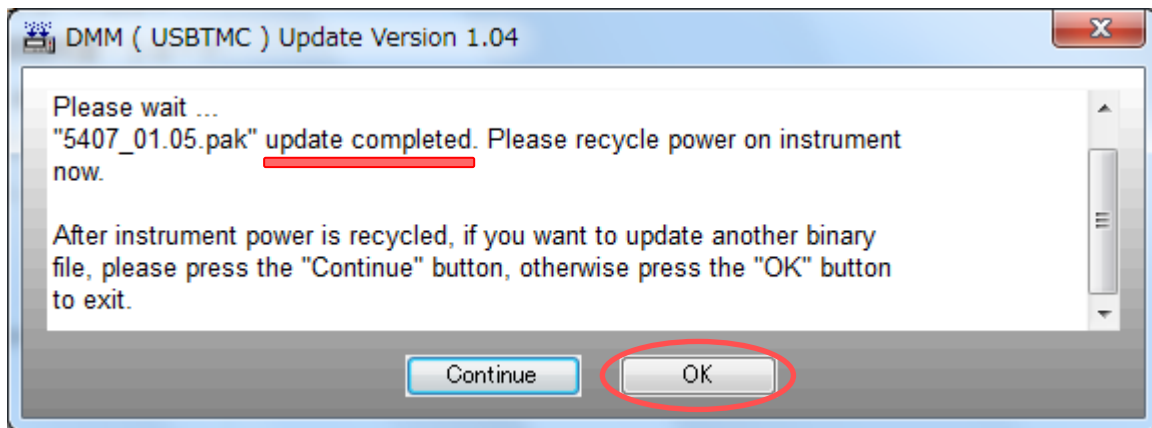 DMM ( USBTMC ) Update Version 1.04
Please wait ...
"5407_01.05.pak" update completed. Please recycle power on instrument
now.
After instrument power is recycled, if you want to update another binary
file, please press the "Continue" button, otherwise press the "OK" button
to exit.
Continue
OK